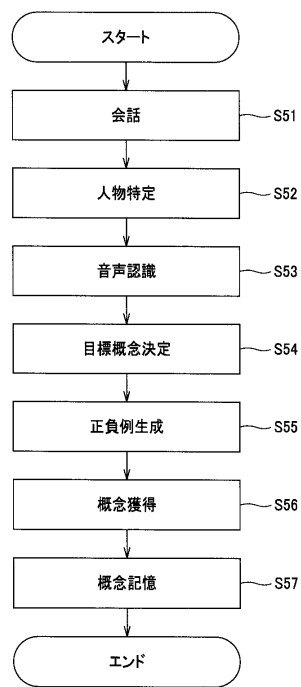 スタート
会話 S51
人物特定 S52
音声認識 S53
目標概念決定 S54
正負例生成 S55
概念獲得 S56
概念記憶 S57
エンド